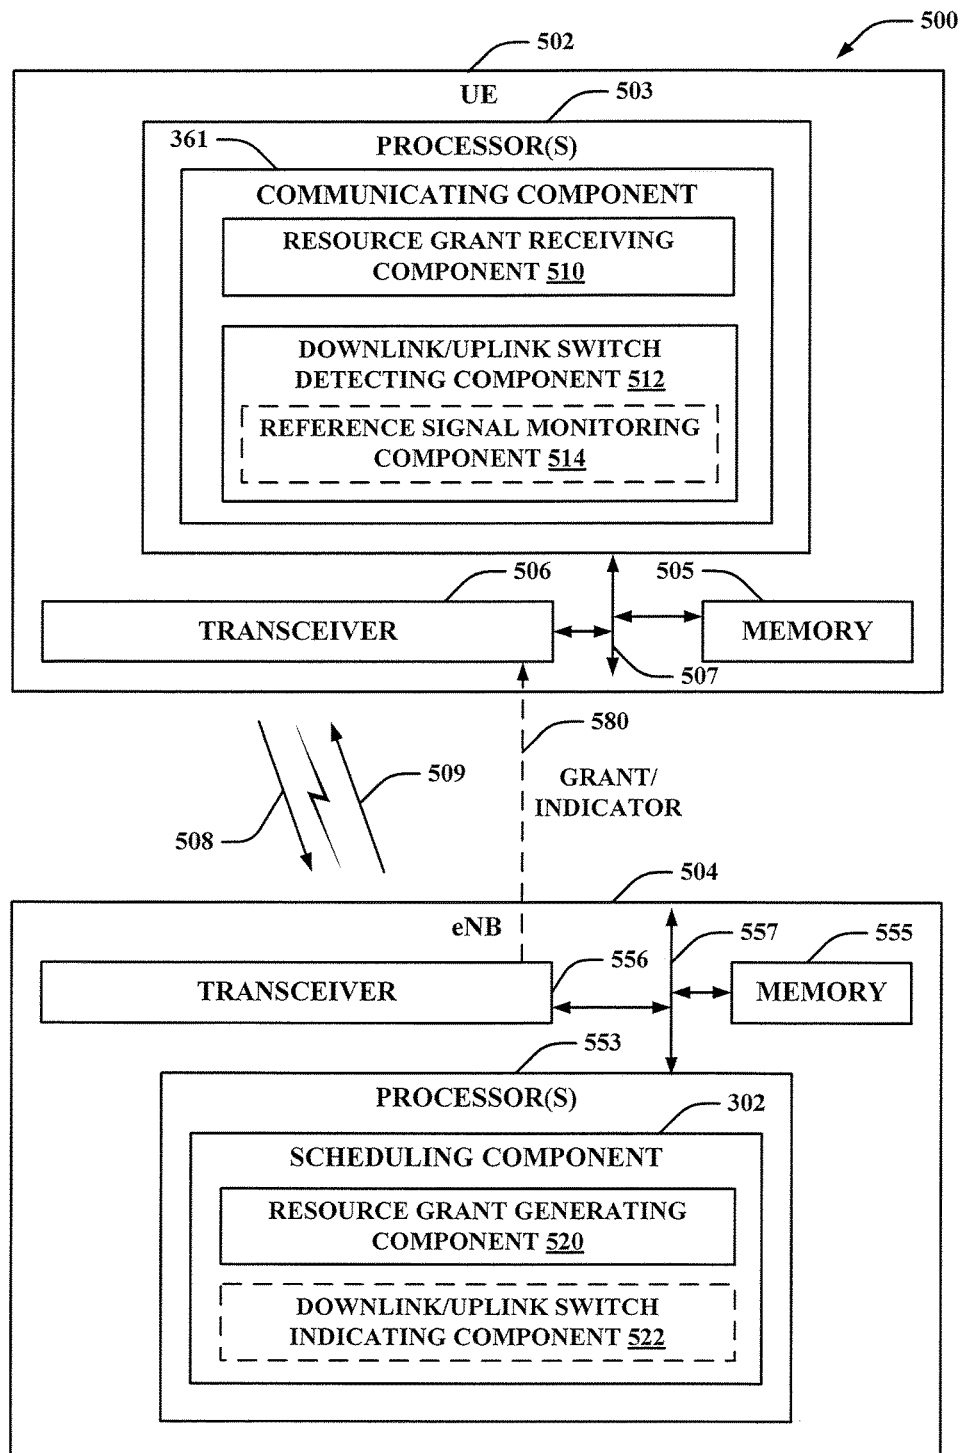 500
502
UE
503
PROCESSOR(S)
361
COMMUNICATING COMPONENT
RESOURCE GRANT RECEIVING
COMPONENT 510
DOWNLINK/UPLINK SWITCH
DETECTING COMPONENT 512
REFERENCE SIGNAL MONITORING
COMPONENT 514
506
505
TRANSCEIVER
MEMORY
507
580
509
GRANT/
INDICATOR
508
504
eNB
557
555
556
TRANSCEIVER
MEMORY
553
PROCESSOR(S)
302
SCHEDULING COMPONENT
RESOURCE GRANT GENERATING
COMPONENT 520
DOWNLINK/UPLINK SWITCH
INDICATING COMPONENT 522